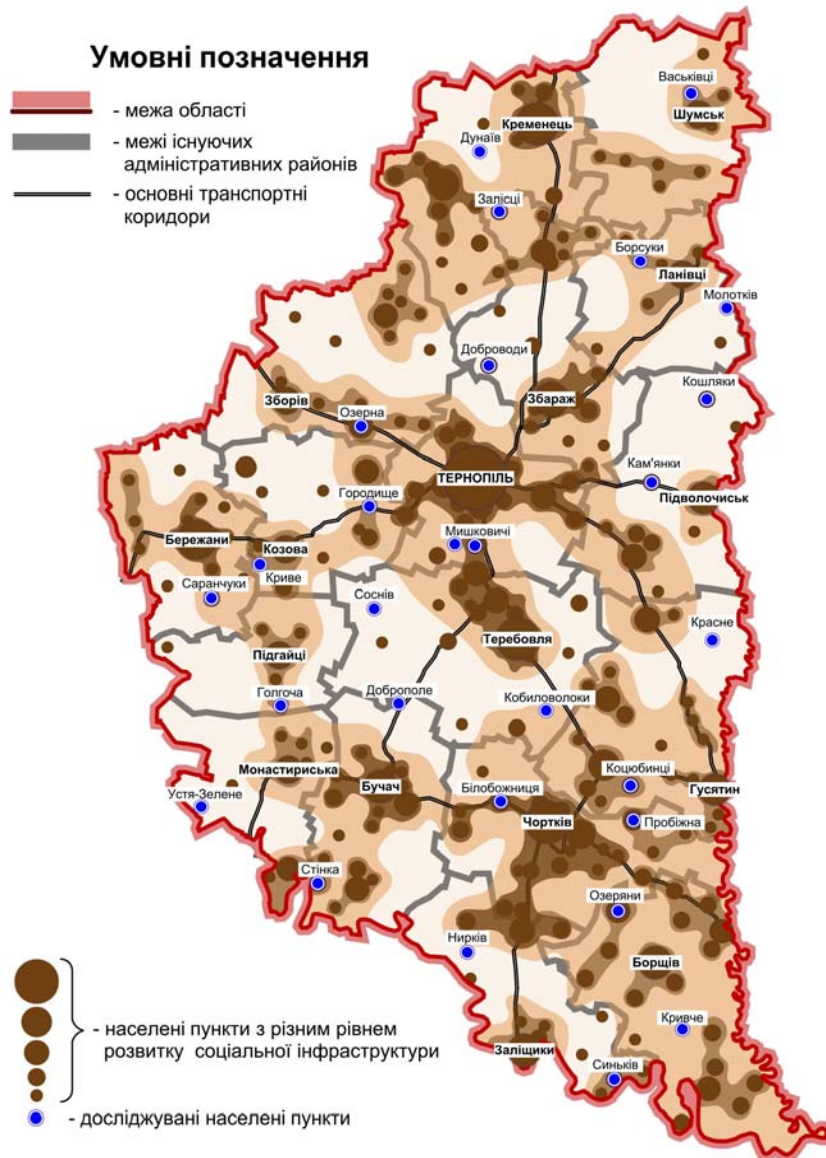 Умовні позначення
- межа області
- межі існуючих
адміністративних районів
- основні транспортні
коридори
Васьківці
Шумськ
Кременець
Дунаїв
Залісці
Борсуки
Ланівці
Молотків
Доброводи
Кошляки
Зборів
Збараж
Озерна
ТЕРНОПІЛЬ
Кам'янки
Городище
Підволочиськ
Мишковичі
Бережани
Козова
Криве
Саранчуки
Соснів
Красне
Теребовля
Підгайці
Голгоча
Доброполе
Кобиловолоки
Монастириська
Бучач
Білобожниця
Коцюбинці
Гусятин
Устя-Зелене
Чортків
Пробіжна
Стінка
Озеряни
Нирків
Борщів
Кривче
Заліщики
Синьків
- населені пункти з різним рівнем
розвитку соціальної інфраструктури
- досліджувані населені пункти